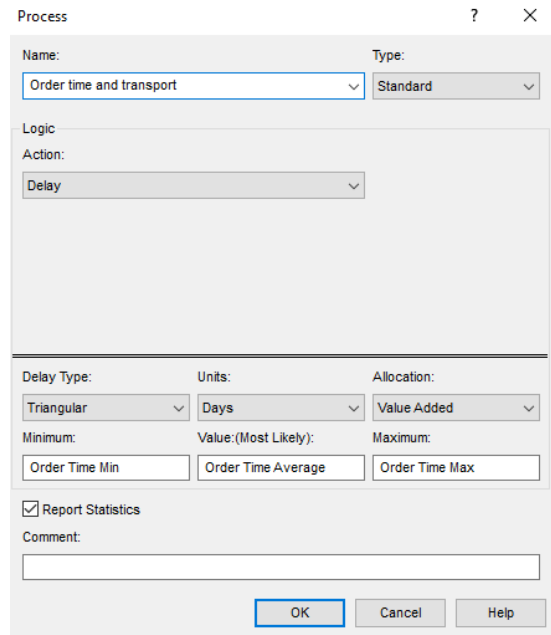 Process ?
Name: Type:
Order time and transport Standard
Logic
Action:
Delay
Delay Type: Units: Allocation:
Triangular Days Value Added
Minimum: Value:(Most Likely): Maximum:
Order Time Min Order Time Average Order Time Max
Report Statistics
Comment:
OK Cancel Help